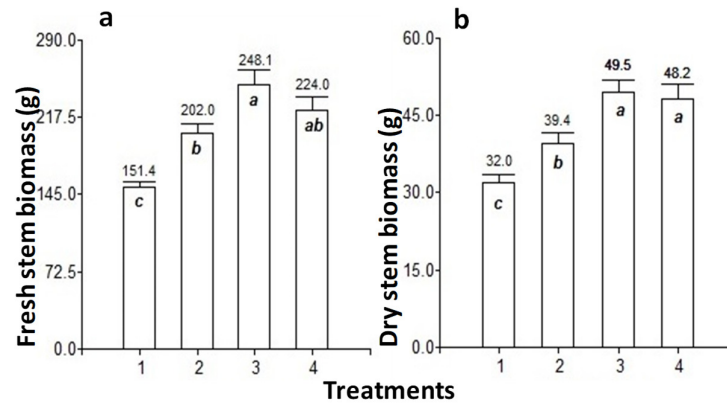 a
Fresh stem biomass (g)
290.0
217.5
145.0
72.5
0.0
151.4
c
202.0
b
248.1
a
224.0
ab
1 2 3 4
b
Dry stem biomass (g)
60.0
45.0
30.0
15.0
0.0
32.0
c
39.4
b
49.5
a
48.2
a
1 2 3 4
Treatments